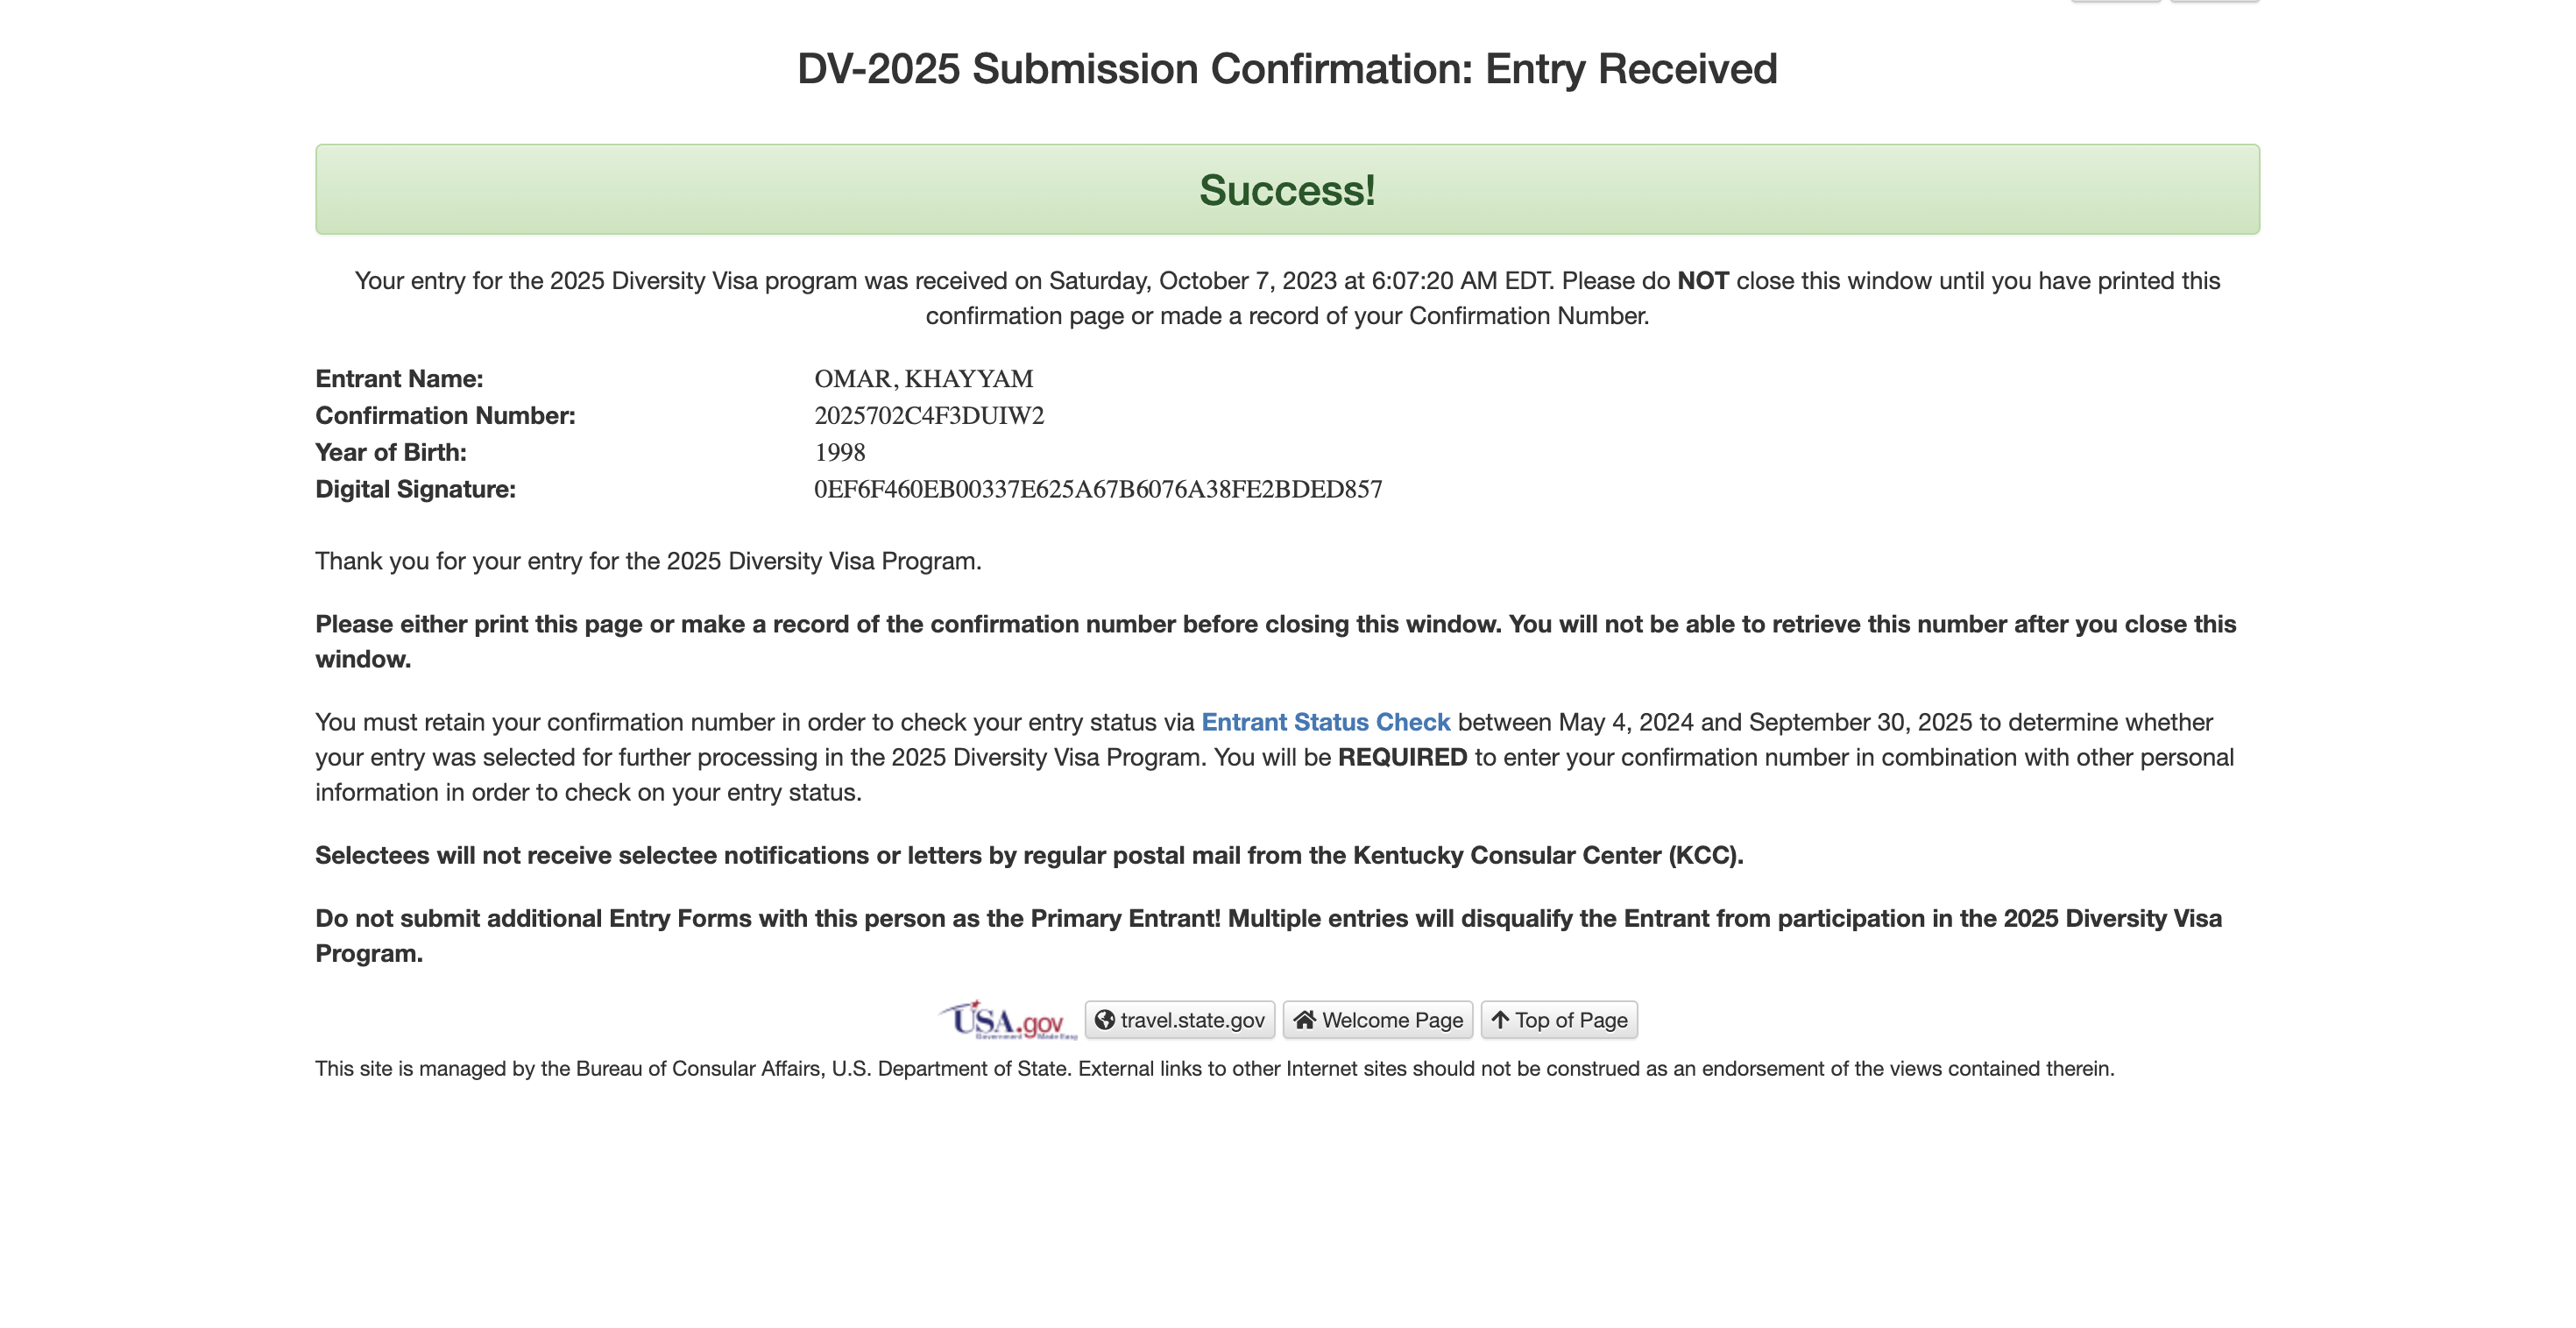 DV-2025 Submission Confirmation: Entry Received
Success!
Your entry for the 2025 Diversity Visa program was received on Saturday, October 7, 2023 at 6:07:20 AM EDT. Please do NOT close this window until you have printed this
confirmation page or made a record of your Confirmation Number.
Entrant Name: OMAR, KHAYYAM
Confirmation Number: 2025702C4F3DUIW2
Year of Birth: 1998
Digital Signature: 0EF6F460EB00337E625A67B6076A38FE2BDED857
Thank you for your entry for the 2025 Diversity Visa Program.
Please either print this page or make a record of the confirmation number before closing this window. You will not be able to retrieve this number after you close this
window.
You must retain your confirmation number in order to check your entry status via Entrant Status Check between May 4, 2024 and September 30, 2025 to determine whether
your entry was selected for further processing in the 2025 Diversity Visa Program. You will be REQUIRED to enter your confirmation number in combination with other personal
information in order to check on your entry status.
Selectees will not receive selectee notifications or letters by regular postal mail from the Kentucky Consular Center (KCC).
Do not submit additional Entry Forms with this person as the Primary Entrant! Multiple entries will disqualify the Entrant from participation in the 2025 Diversity Visa
Program.
USA.gov travel.state.gov Welcome Page Top of Page
Government Made Easy
This site is managed by the Bureau of Consular Affairs, U.S. Department of State. External links to other Internet sites should not be construed as an endorsement of the views contained therein.